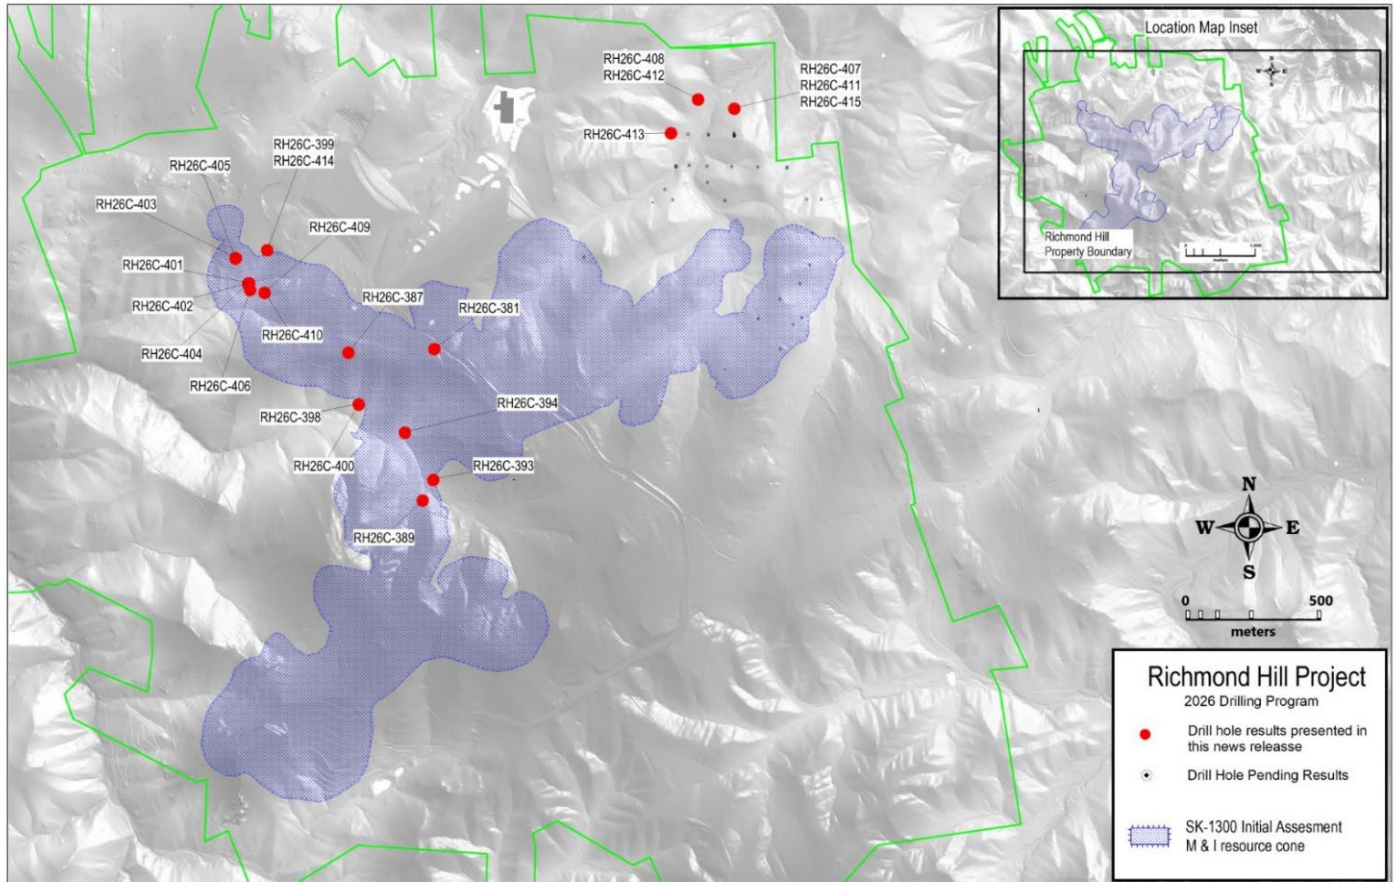 Location Map Inset
W
N
E
S
Richmond Hill
Property Boundary
meters
RH26C-408
RH26C-412
RH26C-407
RH26C-411
RH26C-415
RH26C-413
RH26C-399
RH26C-414
RH26C-405
RH26C-403
RH26C-409
RH26C-401
RH26C-402
RH26C-387
RH26C-381
RH26C-410
RH26C-404
RH26C-406
RH26C-394
RH26C-398
RH26C-400
RH26C-393
RH26C-389
N
W
E
S
0
500
meters
Richmond Hill Project
2026 Drilling Program
Drill hole results presented in
this news releasse
Drill Hole Pending Results
SK-1300 Initial Assesment
M & I resource cone